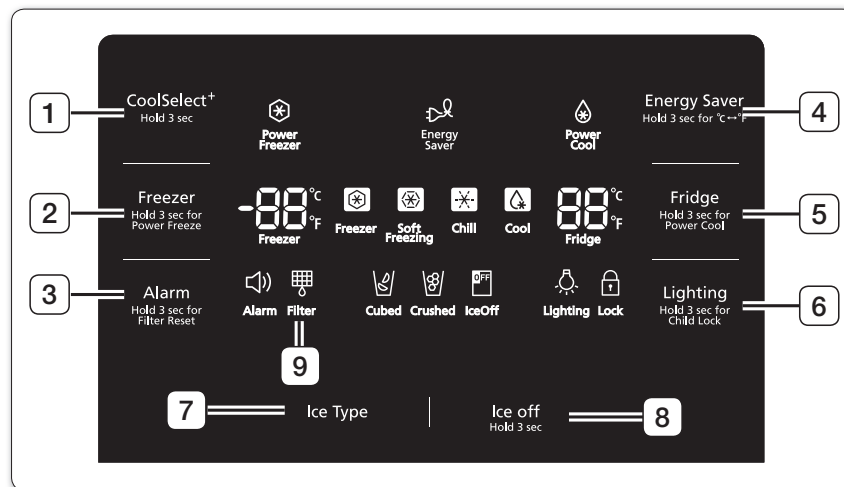 CoolSelect+
Hold 3 sec
Power
Freezer
Energy
Saver
Power
Cool
Energy Saver
Hold 3 sec for °C↔°F
1
4
Freezer
Hold 3 sec for
Power Freeze
-88 °C °F
Freezer
Freezer
Soft
Freezing
Chill
Cool
88 °C °F
Fridge
Fridge
Hold 3 sec for
Power Cool
2
5
Alarm
Hold 3 sec for
Filter Reset
Alarm
Filter
Cubed
Crushed
OFF
IceOff
Lighting
Lock
Lighting
Hold 3 sec for
Child Lock
3
6
9
7
Ice Type
Ice off
Hold 3 sec
8